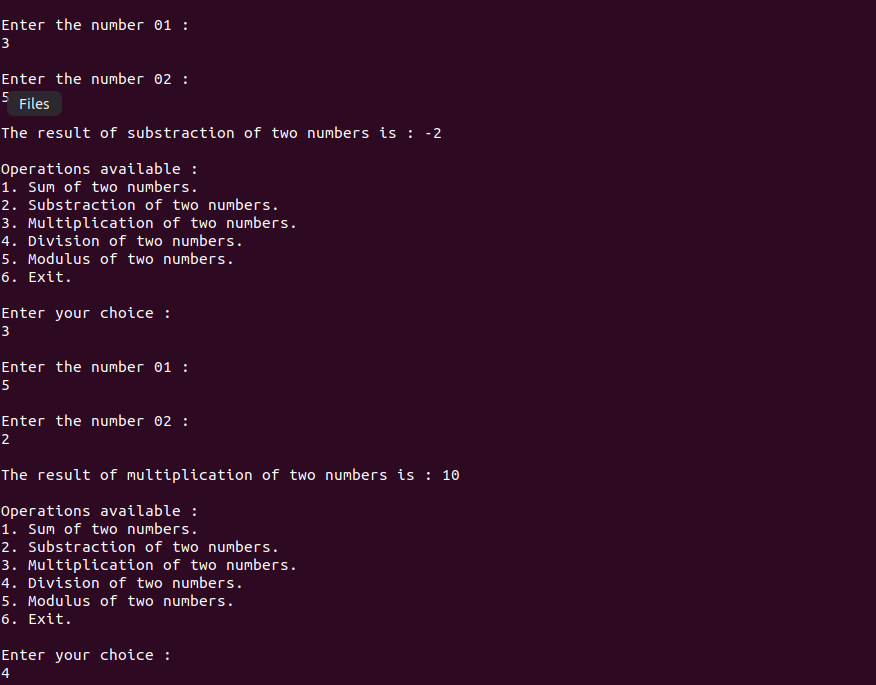 Enter the number 01 :
3
Enter the number 02 :
5
Files
The result of substraction of two numbers is : -2
Operations available :
1. Sum of two numbers.
2. Substraction of two numbers.
3. Multiplication of two numbers.
4. Division of two numbers.
5. Modulus of two numbers.
6. Exit.
Enter your choice :
3
Enter the number 01 :
5
Enter the number 02 :
2
The result of multiplication of two numbers is : 10
Operations available :
1. Sum of two numbers.
2. Substraction of two numbers.
3. Multiplication of two numbers.
4. Division of two numbers.
5. Modulus of two numbers.
6. Exit.
Enter your choice :
4